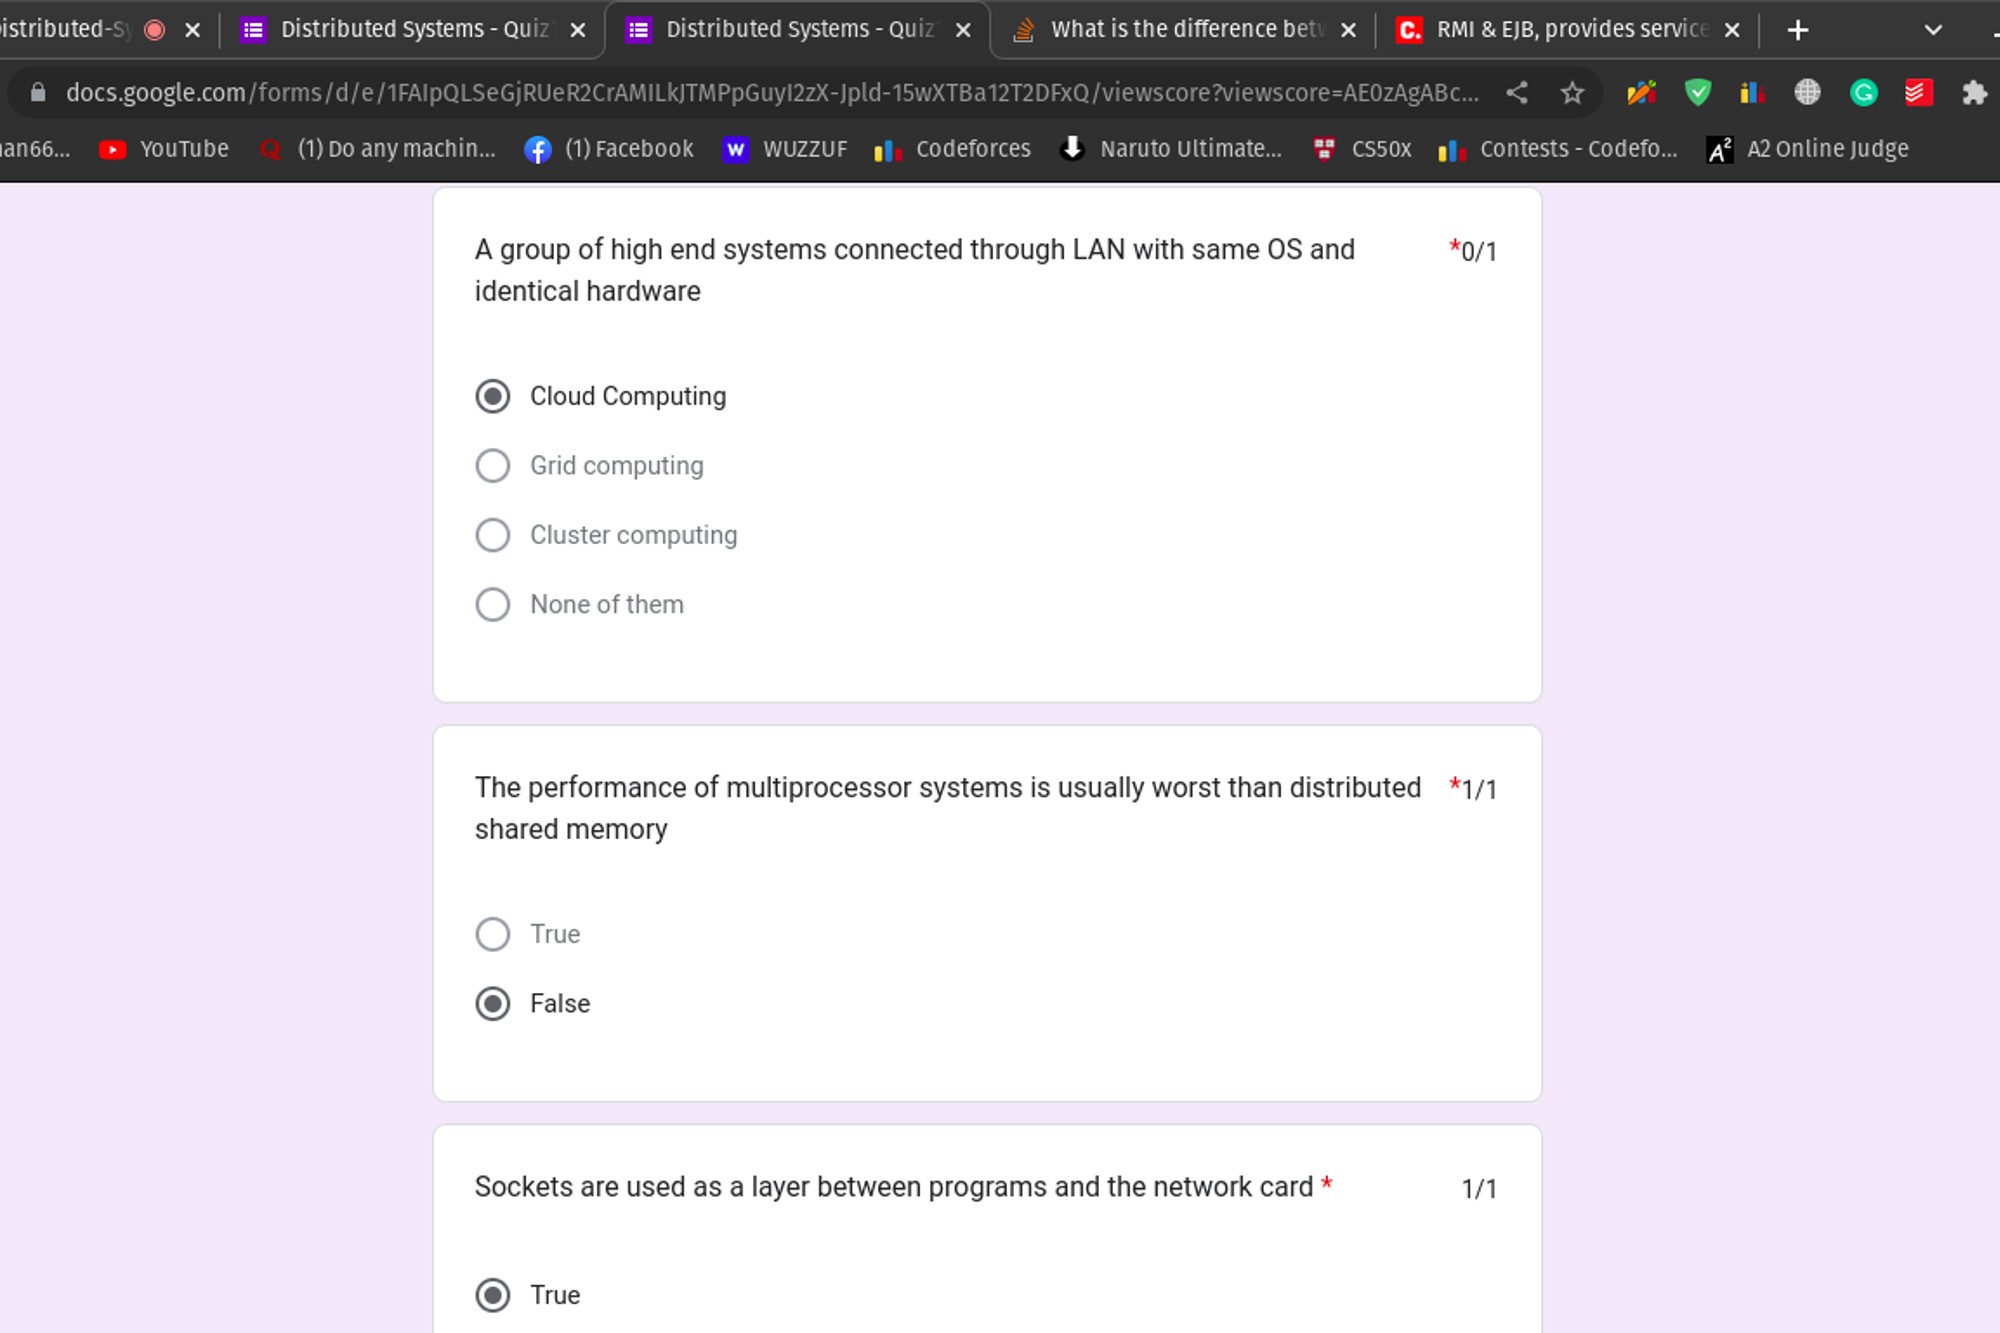 istributed-Sy
Distributed Systems - Quiz
Distributed Systems - Quiz
What is the difference betw
RMI & EJB, provides service
docs.google.com/forms/d/e/1FAIpQLSeGjRUeR2CrAMILkJTMPpGuyI2zX-Jpld-15wXTBa12T2DFxQ/viewscore?viewscore=AE0zAgABc...
an66...
YouTube
(1) Do any machin...
(1) Facebook
WUZZUF
Codeforces
Naruto Ultimate...
CS50x
Contests - Codefo...
A2 Online Judge
A group of high end systems connected through LAN with same OS and
*0/1
identical hardware
Cloud Computing
Grid computing
Cluster computing
None of them
The performance of multiprocessor systems is usually worst than distributed
*1/1
shared memory
True
False
Sockets are used as a layer between programs and the network card *
1/1
True